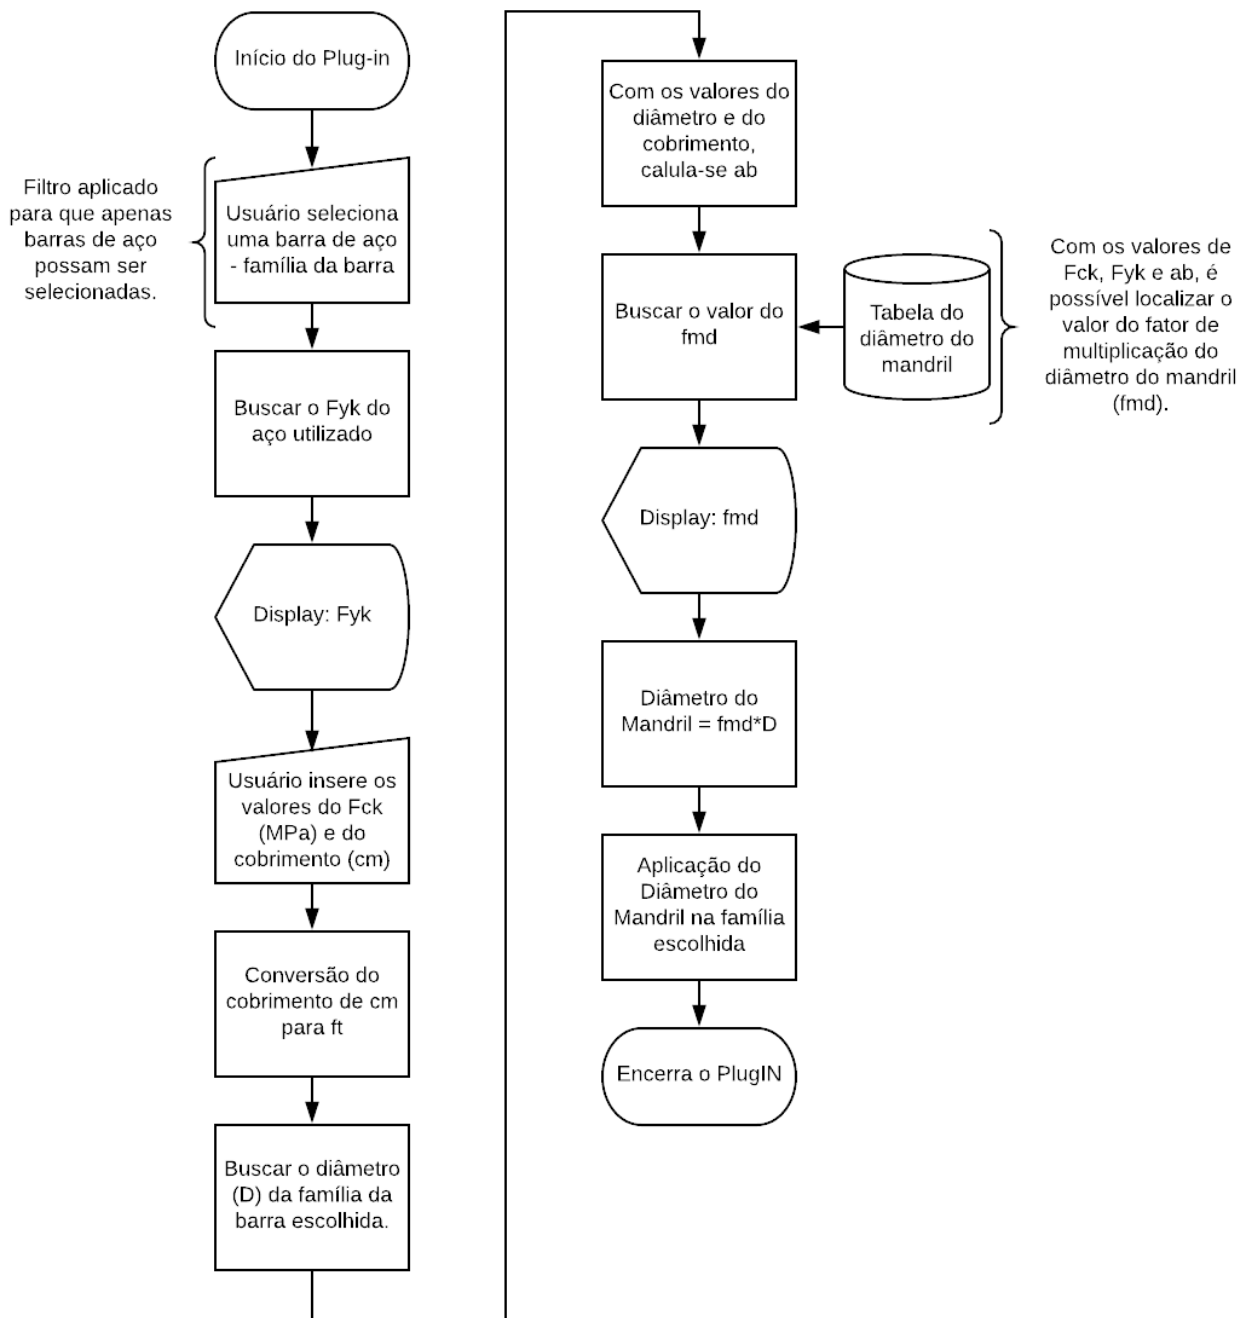 Início do Plug-in
Filtro aplicado
para que apenas
barras de aço
possam ser
selecionadas.
Usuário seleciona
uma barra de aço
- família da barra
Buscar o Fyk do
aço utilizado
Display: Fyk
Usuário insere os
valores do Fck
(MPa) e do
cobrimento (cm)
Conversão do
cobrimento de cm
para ft
Buscar o diâmetro
(D) da família da
barra escolhida.
Com os valores do
diâmetro e do
cobrimento,
calula-se ab
Buscar o valor do
fmd
Tabela do
diâmetro do
mandril
Com os valores de
Fck, Fyk e ab, é
possível localizar o
valor do fator de
multiplicação do
diâmetro do mandril
(fmd).
Display: fmd
Diâmetro do
Mandril = fmd*D
Aplicação do
Diâmetro do
Mandril na família
escolhida
Encerra o PlugIN